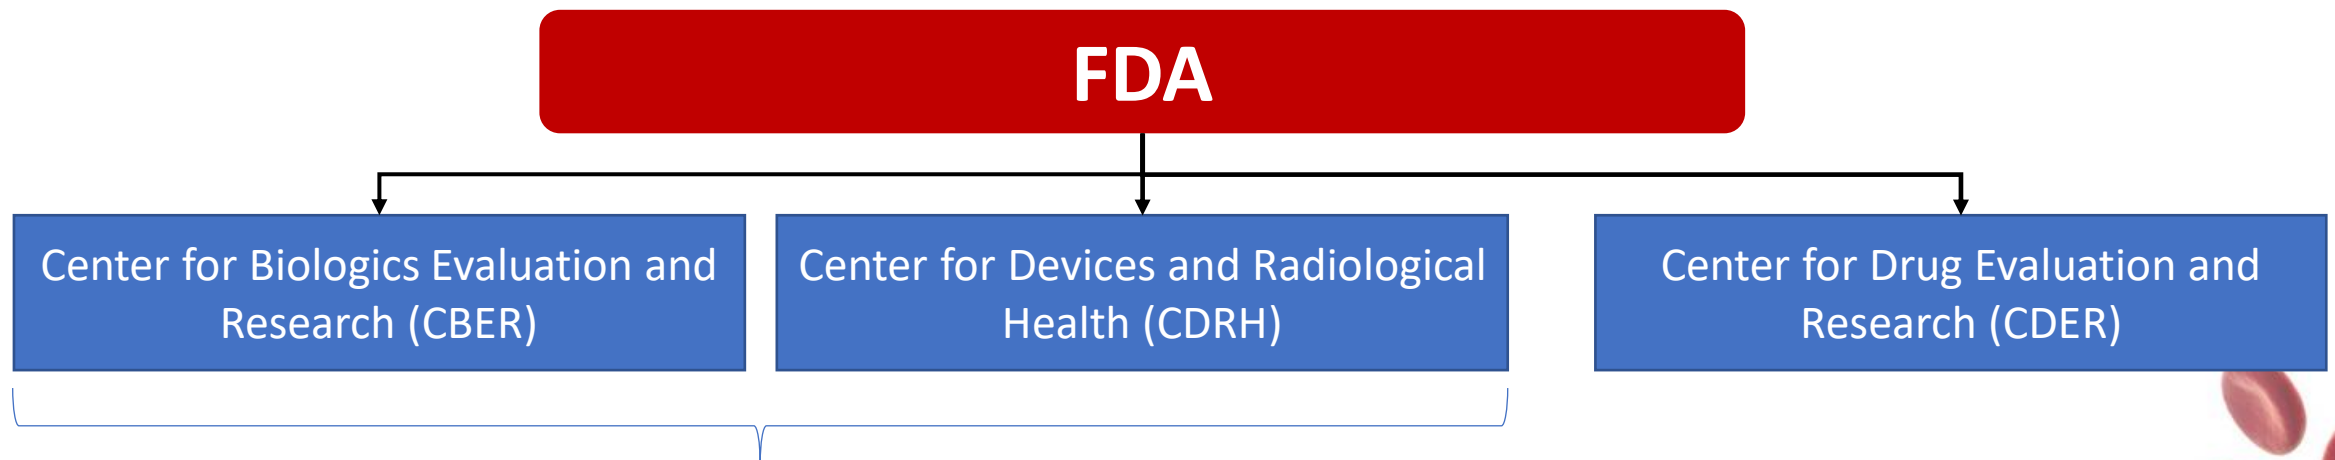 FDA
Center for Biologics Evaluation and
Research (CBER)
Center for Devices and Radiological
Health (CDRH)
Center for Drug Evaluation and
Research (CDER)